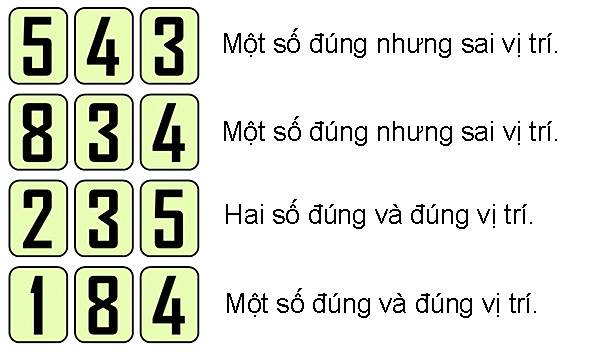 5 4 3 Một số đúng nhưng sai vị trí.
8 3 4 Một số đúng nhưng sai vị trí.
2 3 5 Hai số đúng và đúng vị trí.
1 8 4 Một số đúng và đúng vị trí.